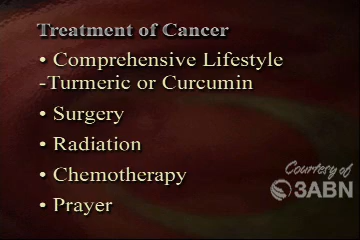 Treatment of Cancer
• Comprehensive Lifestyle
-Turmeric or Curcumin
• Surgery
• Radiation
• Chemotherapy
• Prayer
Courtesy of
3ABN